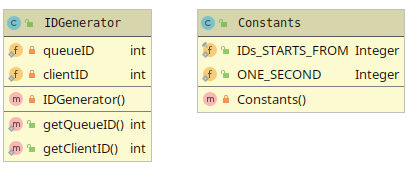 IDGenerator
queueID int
clientID int
IDGenerator()
getQueueID() int
getClientID() int
Constants
IDs_STARTS_FROM Integer
ONE_SECOND Integer
Constants()